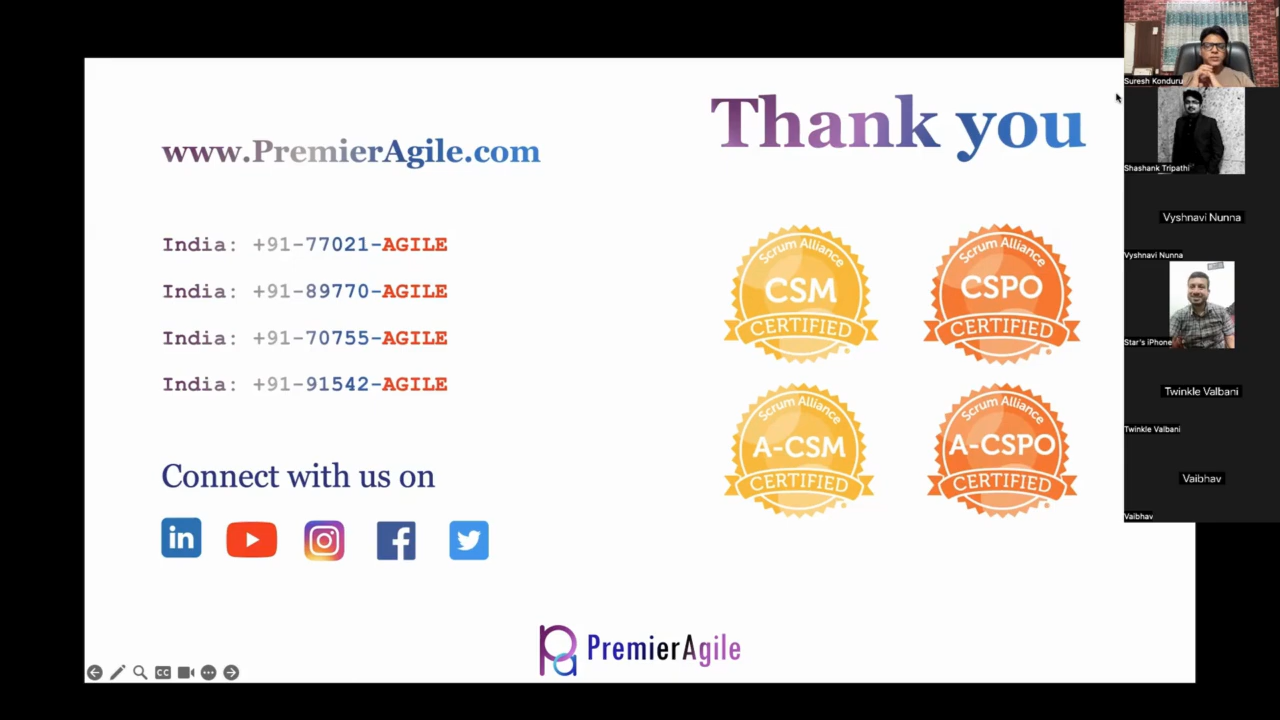 www.PremierAgile.com
Thank you
India: +91-77021-AGILE
India: +91-89770-AGILE
India: +91-70755-AGILE
India: +91-91542-AGILE
Scrum Alliance
CSM
CERTIFIED
Scrum Alliance
CSPO
CERTIFIED
Scrum Alliance
A-CSM
CERTIFIED
Scrum Alliance
A-CSPO
CERTIFIED
Connect with us on
in
PremierAgile
CC
Suresh Konduru
Shashank Tripathi
Vyshnavi Nunna
Vyshnavi Nunna
Star's iPhone
Twinkle Valbani
Twinkle Valbani
Vaibhav
Vaibhav